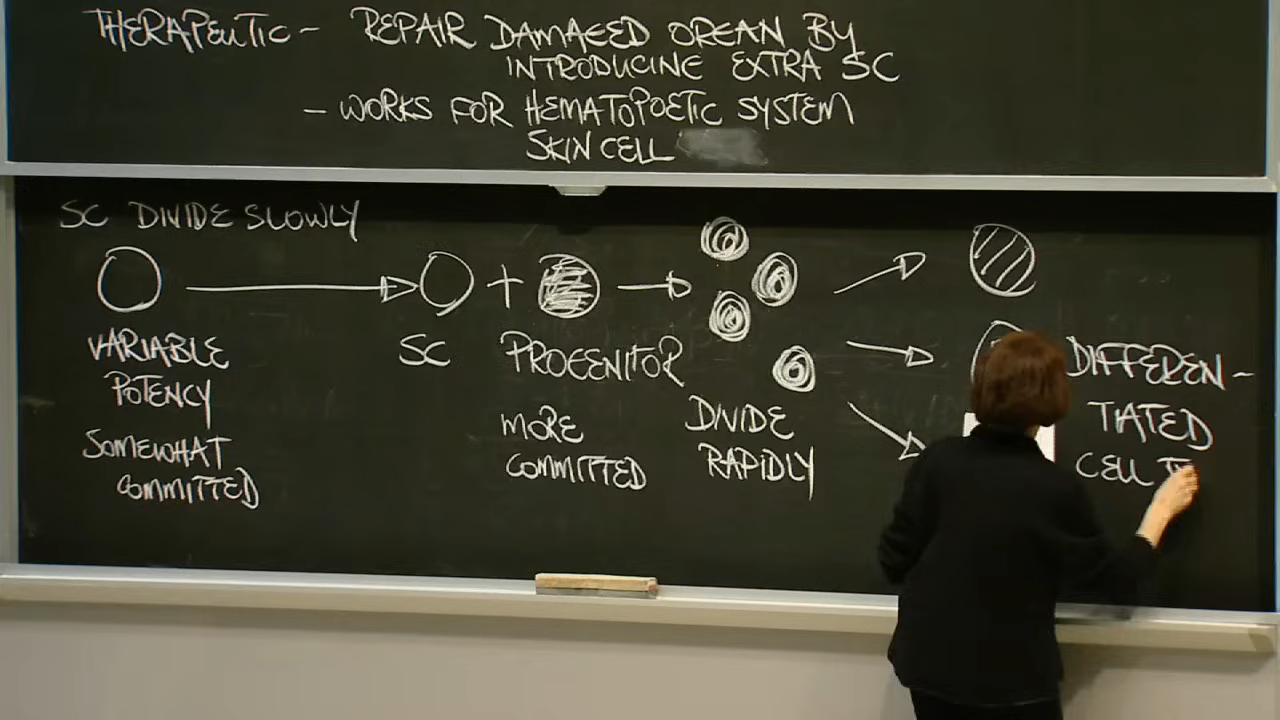 THERAPEUTIC - REPAIR DAMAGED ORGAN BY
INTRODUCING EXTRA SC
- WORKS FOR HEMATOPOETIC SYSTEM
SKIN CELL
SC DIVIDE SLOWLY
+
VARIABLE
POTENCY
SOMEWHAT
COMMITTED
SC
PROGENITOR
MORE
COMMITTED
DIVIDE
RAPIDLY
DIFFEREN-
TIATED
CELL